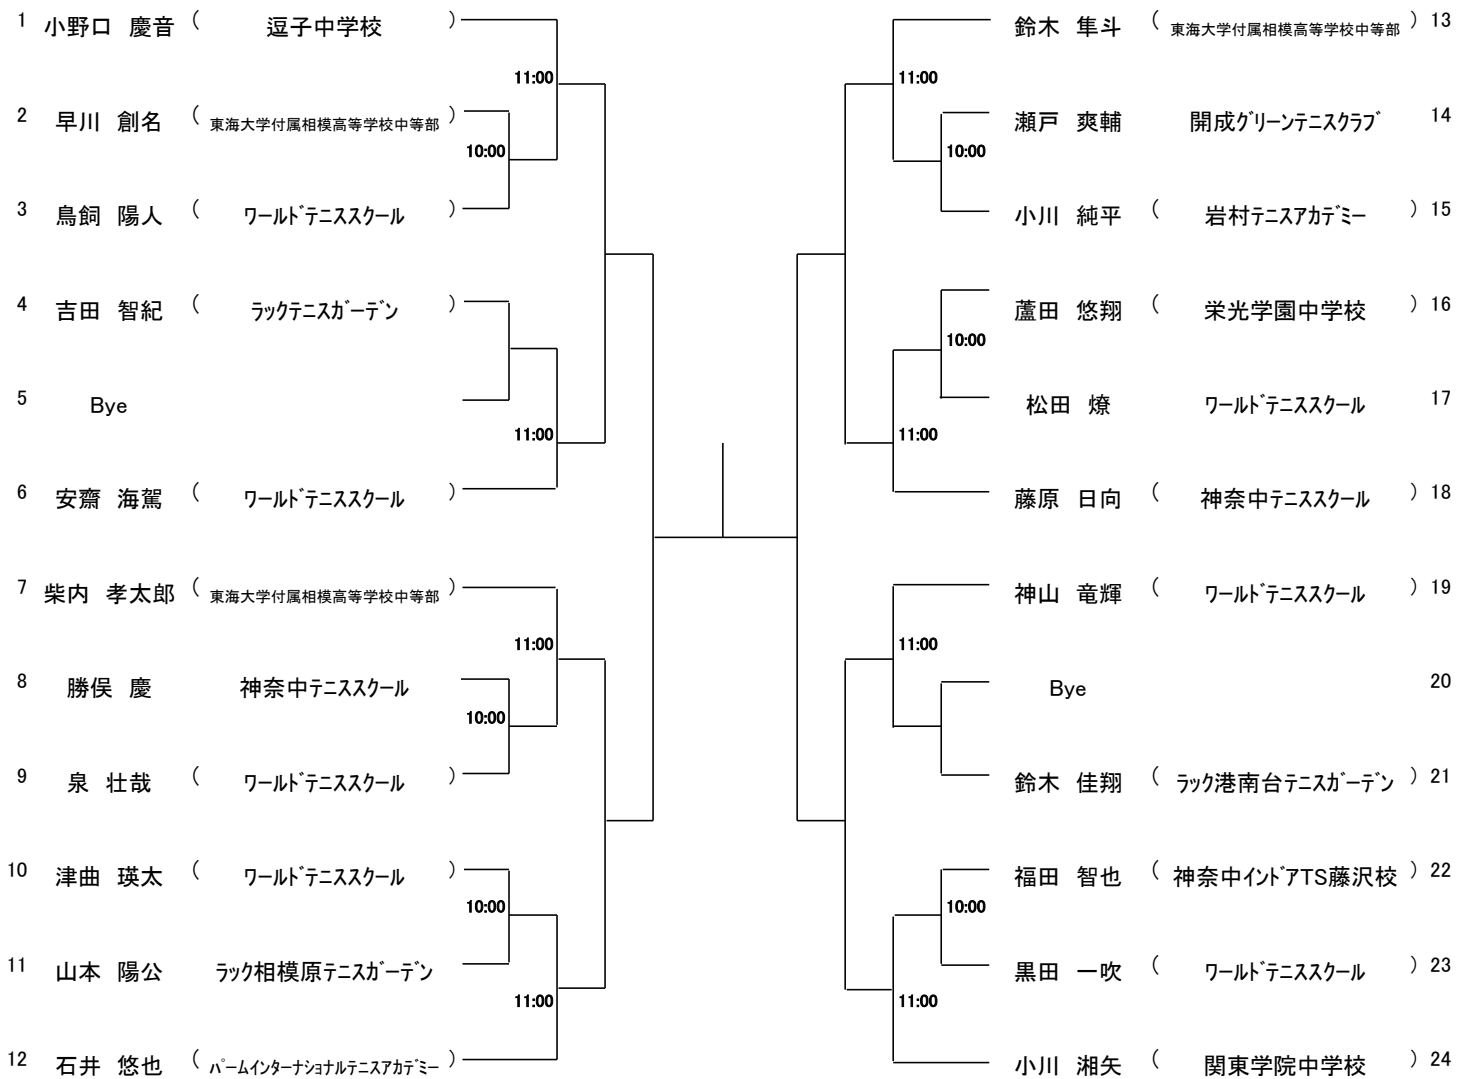 1 小野口 慶音 ( 逗子中学校 )
11:00
2 早川 創名 ( 東海大学付属相模高等学校中等部 )
10:00
3 鳥飼 陽人 ( ワールドテニススクール )
4 吉田 智紀 ( ラックテニスガーデン )
5 Bye
11:00
6 安齋 海駕 ( ワールドテニススクール )
7 柴内 孝太郎 ( 東海大学付属相模高等学校中等部 )
11:00
8 勝俣 慶 神奈中テニススクール
10:00
9 泉 壮哉 ( ワールドテニススクール )
10 津曲 瑛太 ( ワールドテニススクール )
10:00
11 山本 陽公 ラック相模原テニスガーデン
11:00
12 石井 悠也 ( パームインターナショナルテニスアカデミー )
鈴木 隼斗 ( 東海大学付属相模高等学校中等部 ) 13
11:00
瀬戸 爽輔 開成グリーンテニスクラブ 14
10:00
小川 純平 ( 岩村テニスアカデミー ) 15
蘆田 悠翔 ( 栄光学園中学校 ) 16
10:00
松田 燎 ワールドテニススクール 17
11:00
藤原 日向 ( 神奈中テニススクール ) 18
神山 竜輝 ( ワールドテニススクール ) 19
11:00
Bye 20
鈴木 佳翔 ( ラック港南台テニスガーデン ) 21
福田 智也 ( 神奈中インドアTS藤沢校 ) 22
10:00
黒田 一吹 ( ワールドテニススクール ) 23
11:00
小川 湘矢 ( 関東学院中学校 ) 24